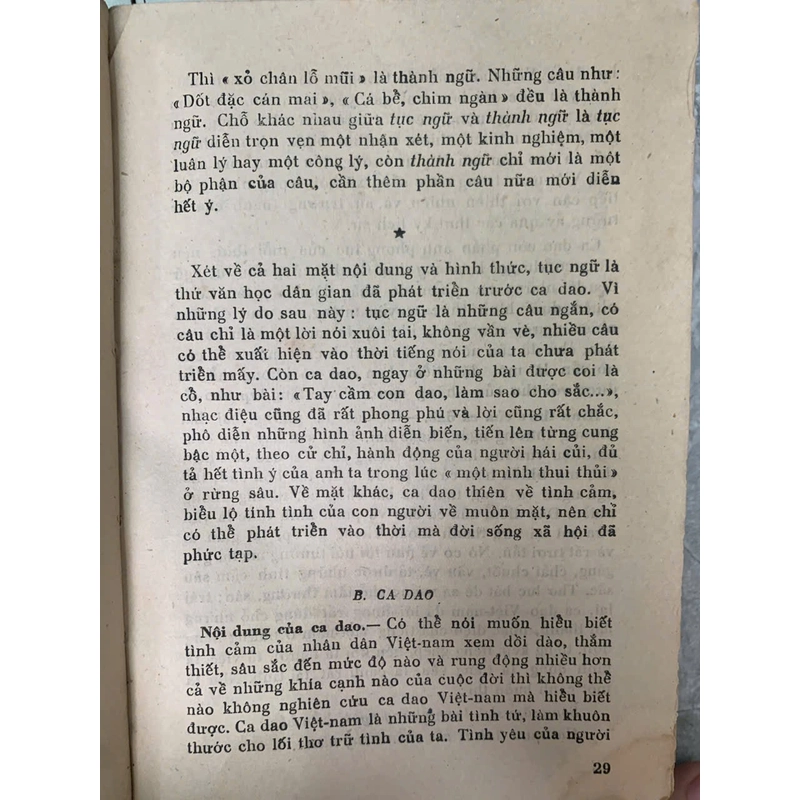 Thì « xỏ chân lỗ mũi » là thành ngữ. Những câu như :
« Dốt đặc cán mai », « Cá bể, chim ngàn » đều là thành
ngữ. Chỗ khác nhau giữa tục ngữ và thành ngữ là tục
ngữ diễn trọn vẹn một nhận xét, một kinh nghiệm, một
luân lý hay một công lý, còn thành ngữ chỉ mới là một
bộ phận của câu, cần thêm phần câu nữa mới diễn
hết ý.
★
Xét về cả hai mặt nội dung và hình thức, tục ngữ là
thứ văn học dân gian đã phát triển trước ca dao. Vì
những lý do sau này : tục ngữ là những câu ngắn, có
câu chỉ là một lời nói xuôi tai, không vần vè, nhiều câu
có thể xuất hiện vào thời tiếng nói của ta chưa phát
triển mấy. Còn ca dao, ngay ở những bài được coi là
cổ, như bài: «Tay cầm con dao, làm sao cho sắc...»,
nhạc điệu cũng đã rất phong phú và lời cũng rất chắc,
phô diễn những hình ảnh diễn biến, tiến lên từng cung
bậc một, theo cử chỉ, hành động của người hái củi, đủ
tả hết tình ý của anh ta trong lúc « một mình thui thủi»
ở rừng sâu. Về mặt khác, ca dao thiên về tình cảm,
biểu lộ tính tình của con người về muôn mặt, nên chỉ
có thể phát triển vào thời mà đời sống xã hội đã
phức tạp.
B. CA DAO
Nội dung của ca dao.— Có thể nói muốn hiểu biết
tình cảm của nhân dân Việt-nam xem dồi dào, thắm
thiết, sâu sắc đến mức độ nào và rung động nhiều hơn
cả về những khía cạnh nào của cuộc đời thì không thể
nào không nghiên cứu ca dao Việt-nam mà hiểu biết
được. Ca dao Việt-nam là những bài tình tứ, làm khuôn
thước cho lối thơ trữ tình của ta. Tình yêu của người
29